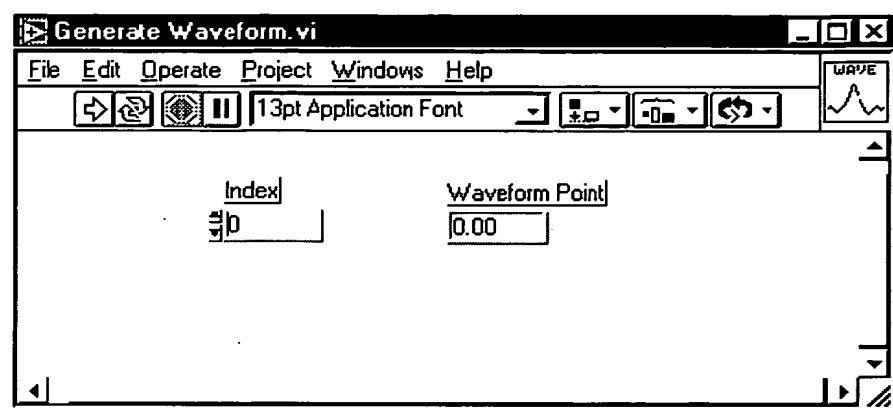 Generate Waveform.vi
File Edit Operate Project Windows Help
WAVE
13pt Application Font
Index
Waveform Point
0
0.00